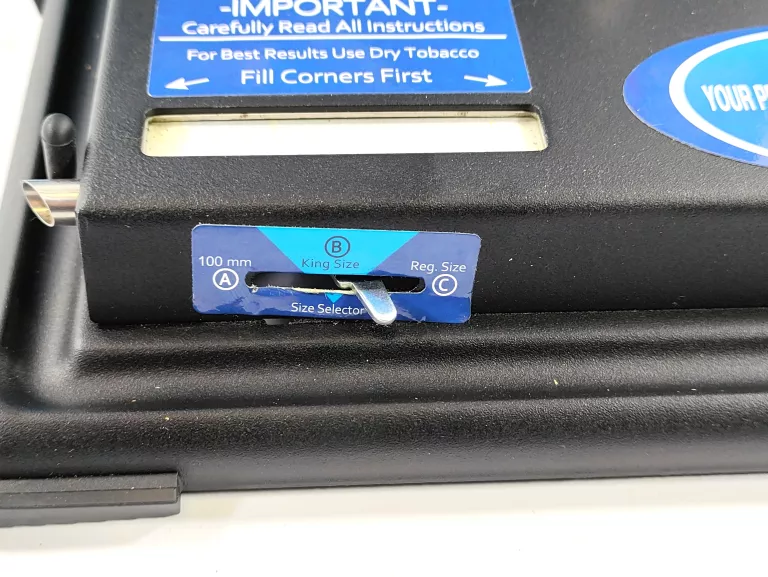 -IMPORTANT-
Carefully Read All Instructions
For Best Results Use Dry Tobacco
Fill Corners First
YOUR
B
100 mm
King Size
Reg. Size
A
C
Size Selector